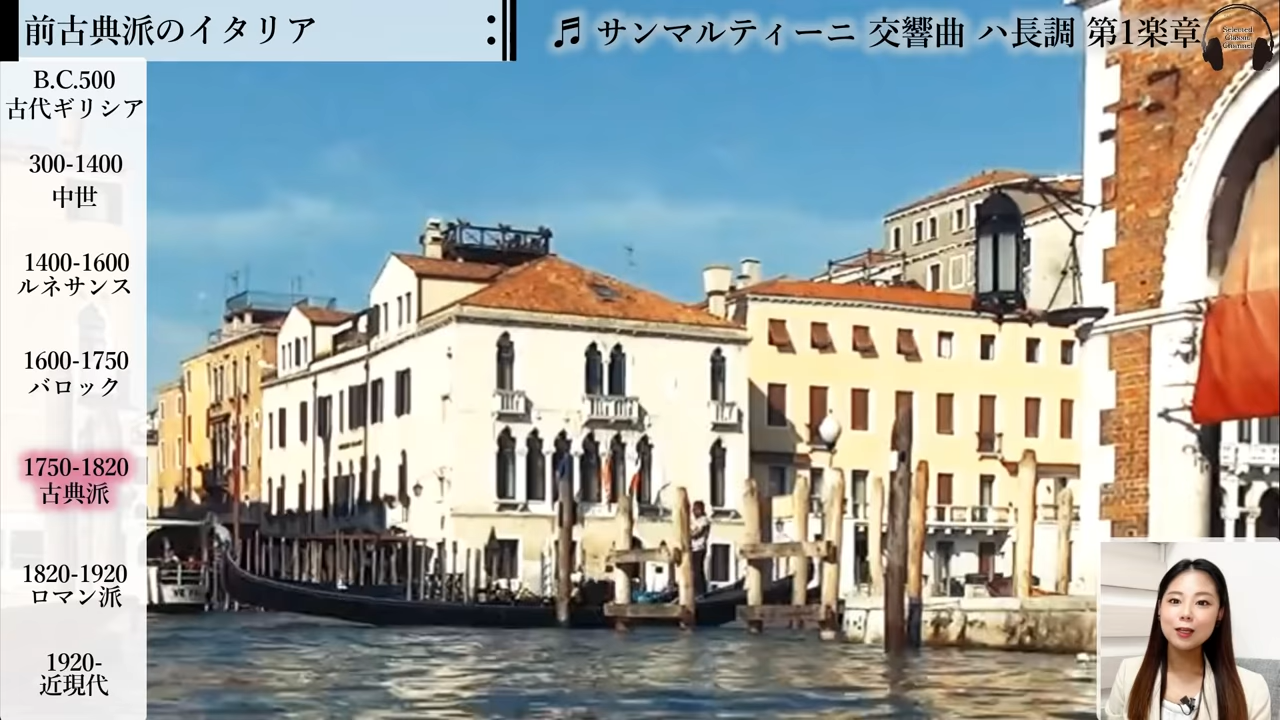 前古典派のイタリア
♬ サンマルティーニ 交響曲 ハ長調 第1楽章
Selected
Classic
Channel
B.C.500
古代ギリシア
300-1400
中世
1400-1600
ルネサンス
1600-1750
バロック
1750-1820
古典派
1820-1920
ロマン派
1920-
近現代